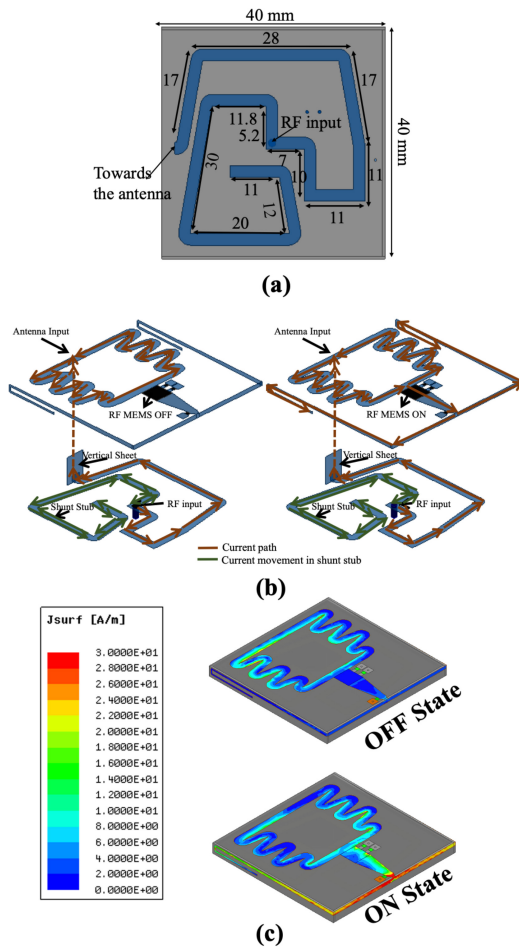 40 mm
28
17
17
11.8
5.2
RF input
40 mm
Towards
the antenna
30
7
10
11
11
12
11
20
(a)
Antenna Input
RF MEMS OFF
Vertical Sheet
Shunt Stub
RF input
Antenna Input
RF MEMS ON
Vertical Sheet
Shunt Stub
RF input
Current path
Current movement in shunt stub
(b)
Jsurf [A/m]
3.0000E+01
2.8000E+01
2.6000E+01
2.4000E+01
2.2000E+01
2.0000E+01
1.8000E+01
1.6000E+01
1.4000E+01
1.2000E+01
1.0000E+01
8.0000E+00
6.0000E+00
4.0000E+00
2.0000E+00
0.0000E+00
OFF State
ON State
(c)